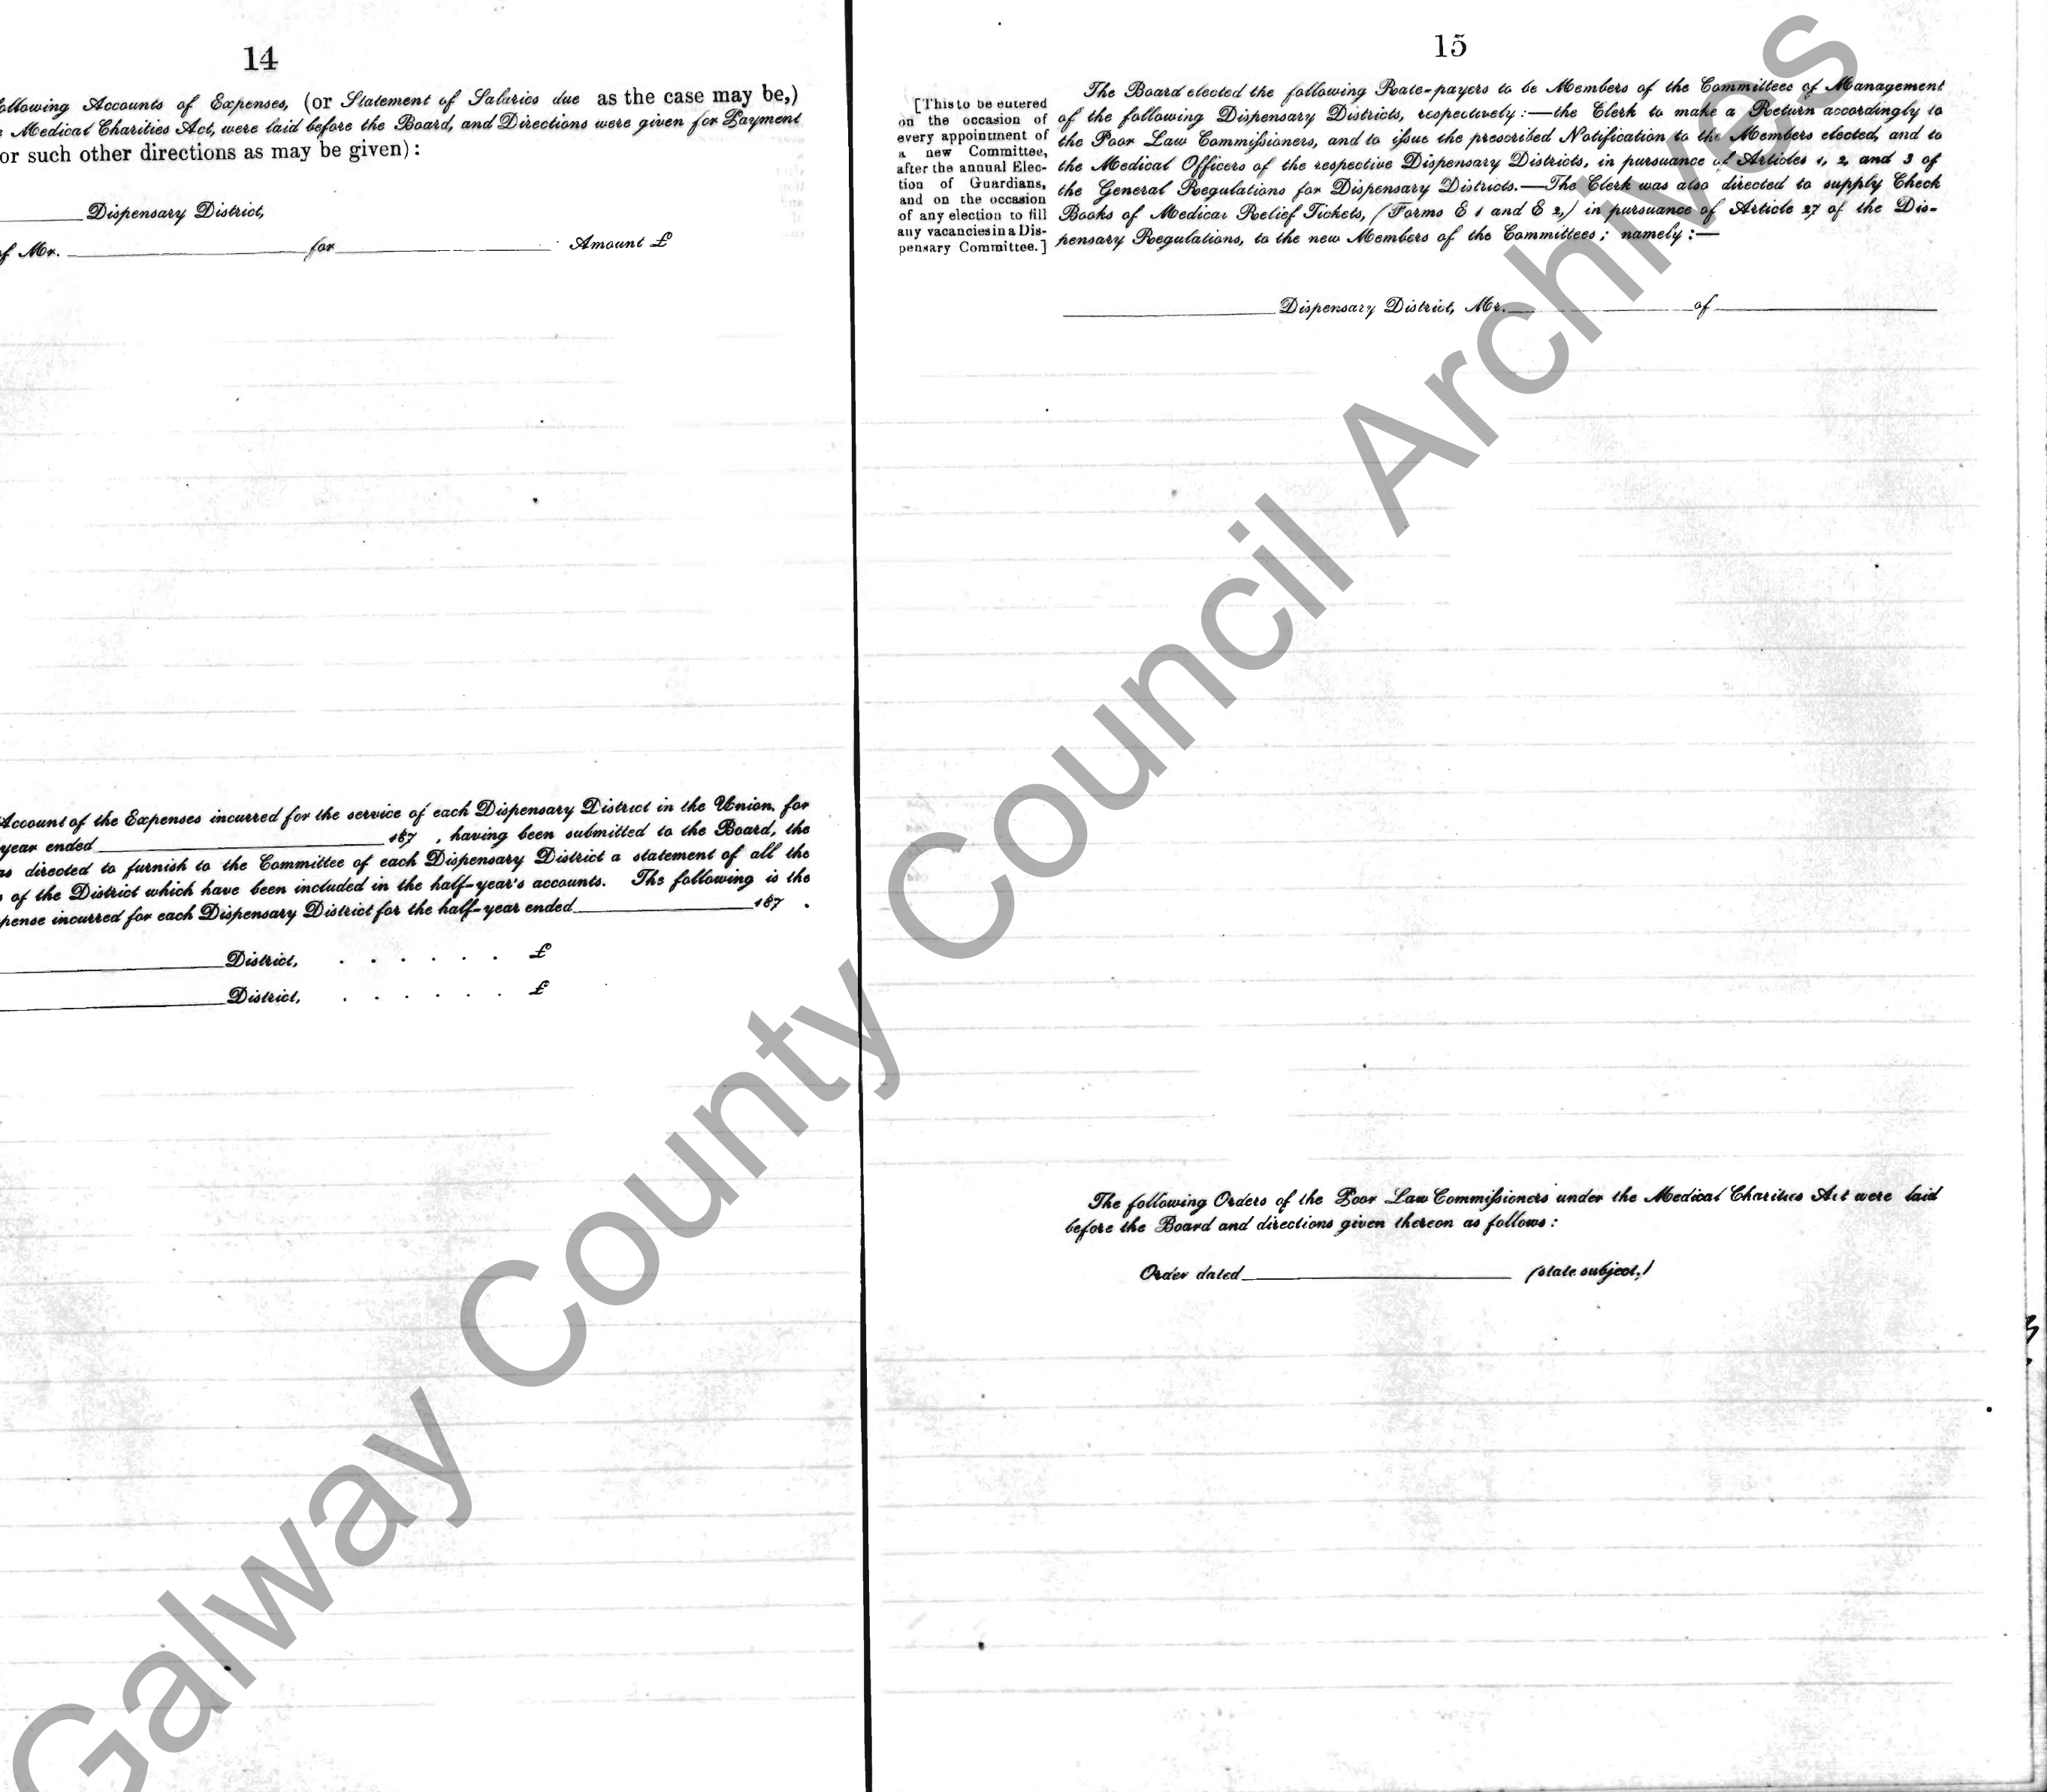 14
ollowing Accounts of Expenses, (or Statement of Salaries due as the case may be,)
Medical Charities Act, were laid before the Board, and Directions were given for Payment
or such other directions as may be given):
Dispensary District,
f Mr. for Amount £
Account of the Expenses incurred for the service of each Dispensary District in the Union, for
year ended 187 , having been submitted to the Board, the
as directed to furnish to the Committee of each Dispensary District a statement of all the
of the District which have been included in the half-year's accounts. The following is the
pense incurred for each Dispensary District for the half-year ended 187 .
District, . . . . . . £
District, . . . . . . £
15
[This to be entered
on the occasion of
every appointment of
a new Committee,
after the annual Elec-
tion of Guardians,
and on the occasion
of any election to fill
any vacancies in a Dis-
pensary Committee.]
The Board elected the following Rate-payers to be Members of the Committees of Management
of the following Dispensary Districts, respectively:—the Clerk to make a Return accordingly to
the Poor Law Commissioners, and to issue the prescribed Notification to the Members elected, and to
the Medical Officers of the respective Dispensary Districts, in pursuance of Articles 1, 2, and 3 of
the General Regulations for Dispensary Districts.—The Clerk was also directed to supply Check
Books of Medical Relief Tickets, (Forms E 1 and E 2,) in pursuance of Article 27 of the Dis-
pensary Regulations, to the new Members of the Committees; namely:—
Dispensary District, Mr. of
The following Orders of the Poor Law Commissioners under the Medical Charities Act were laid
before the Board and directions given thereon as follows:
Order dated (state subject.)
Galway County Council Archives